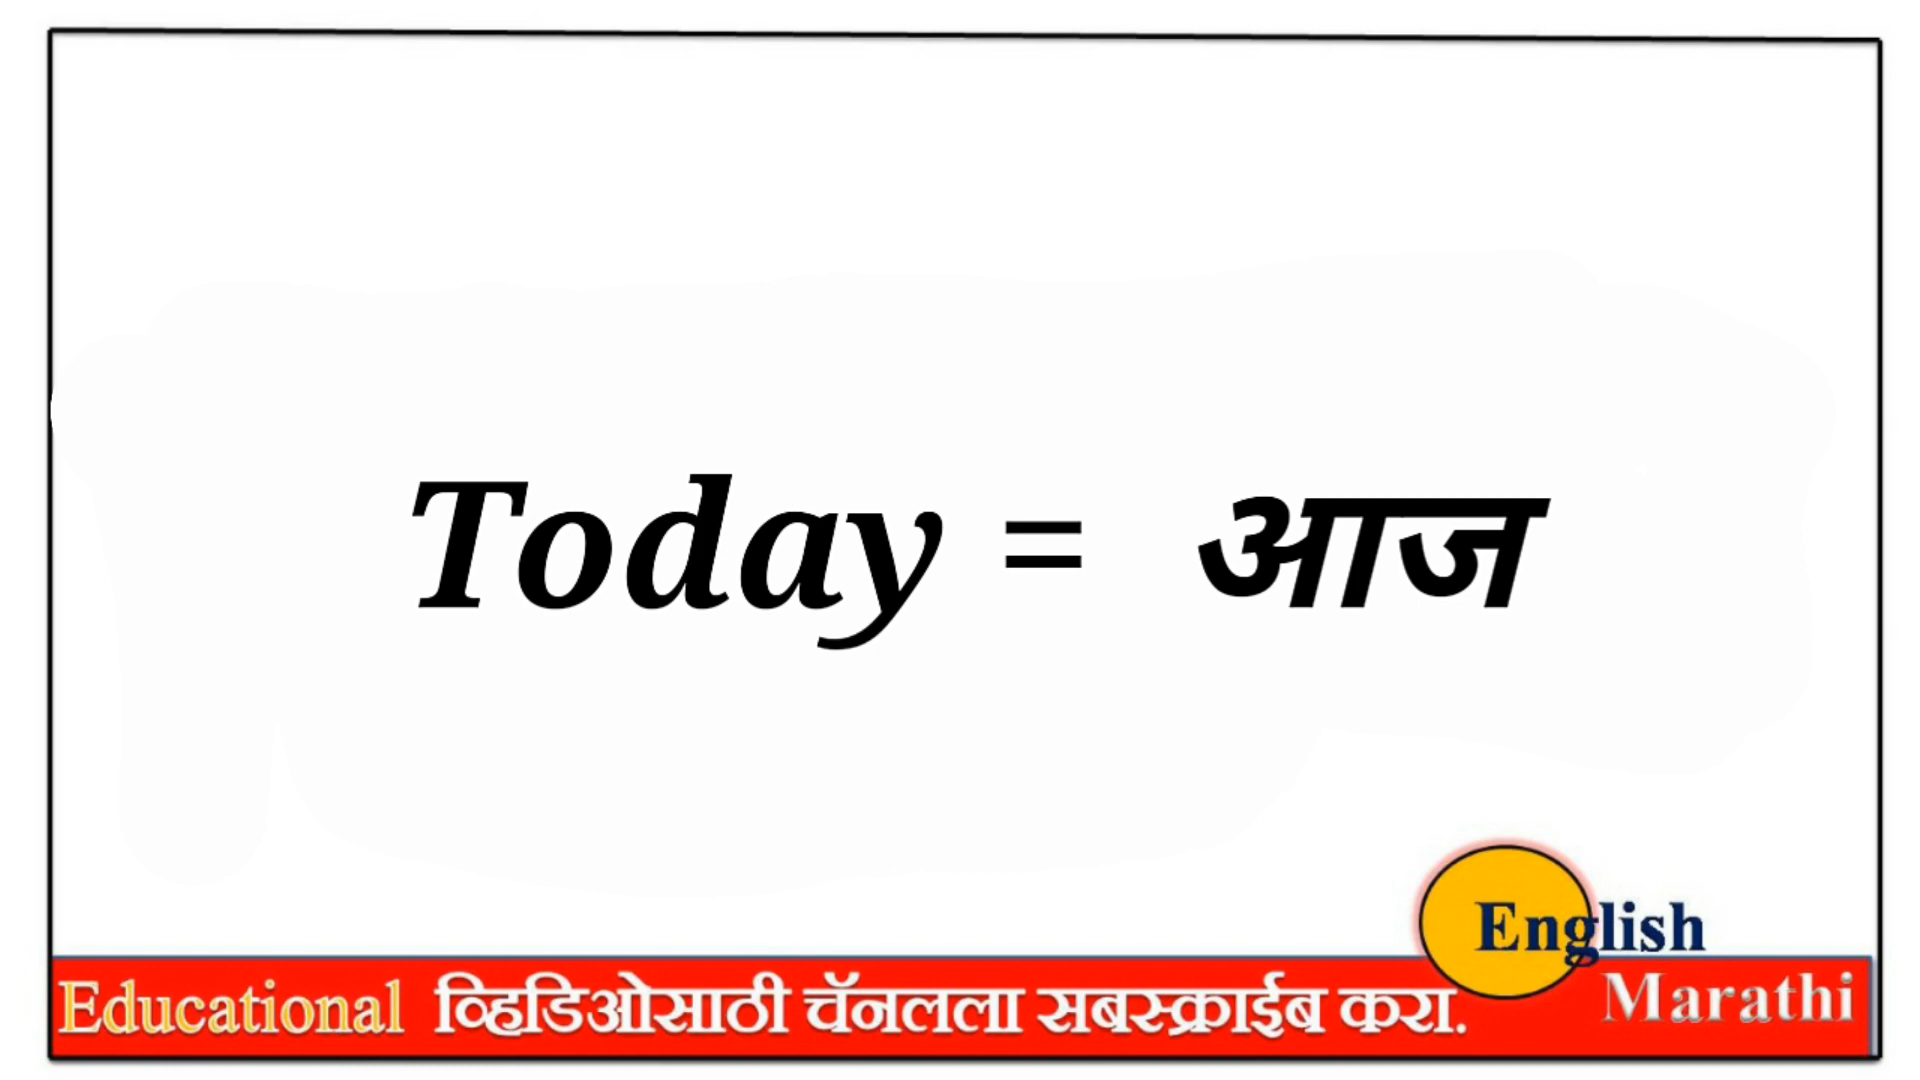 Today = आज
English
Educational व्हिडिओसाठी चॅनलला सबस्क्राईब करा. Marathi